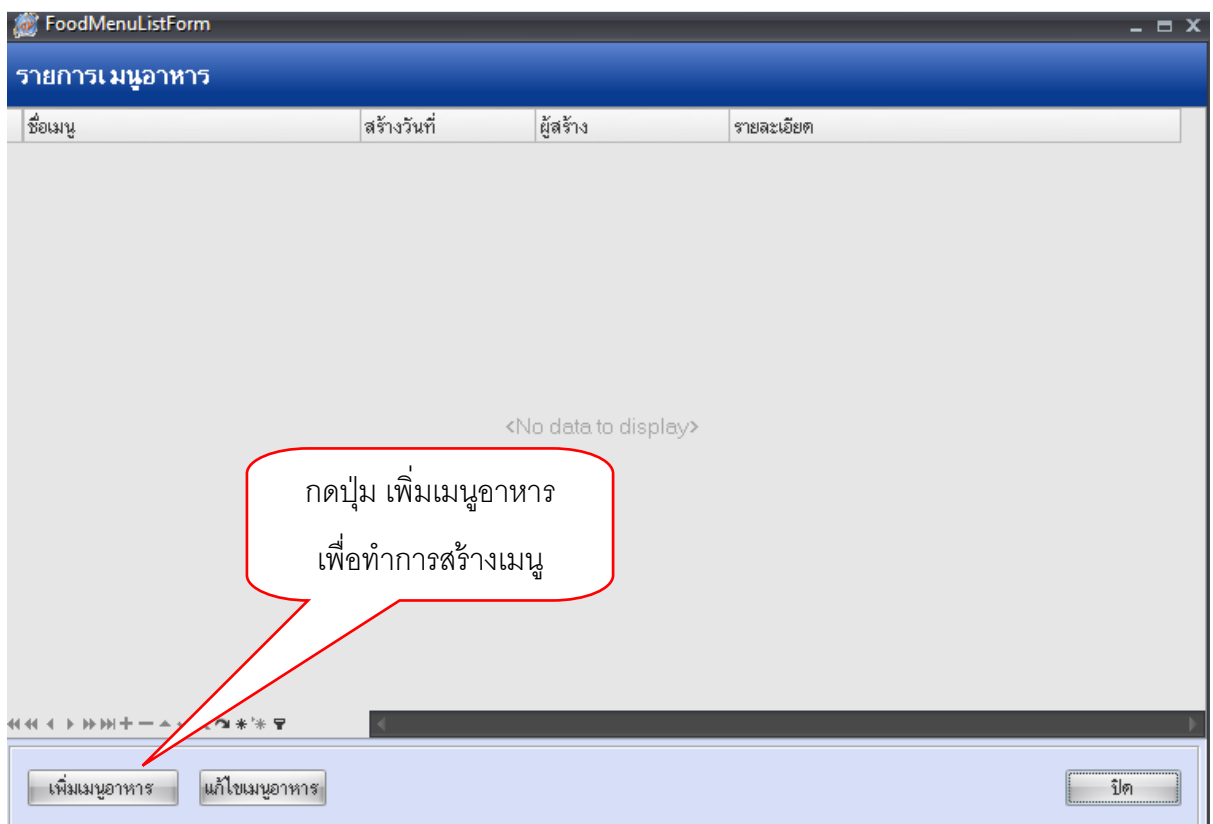 FoodMenuListForm
รายการเมนูอาหาร
ชื่อเมนู สร้างวันที่ ผู้สร้าง รายละเอียด
<No data to display>
กดปุ่ม เพิ่มเมนูอาหาร
เพื่อทำการสร้างเมนู
เพิ่มเมนูอาหาร แก้ไขเมนูอาหาร ปิด